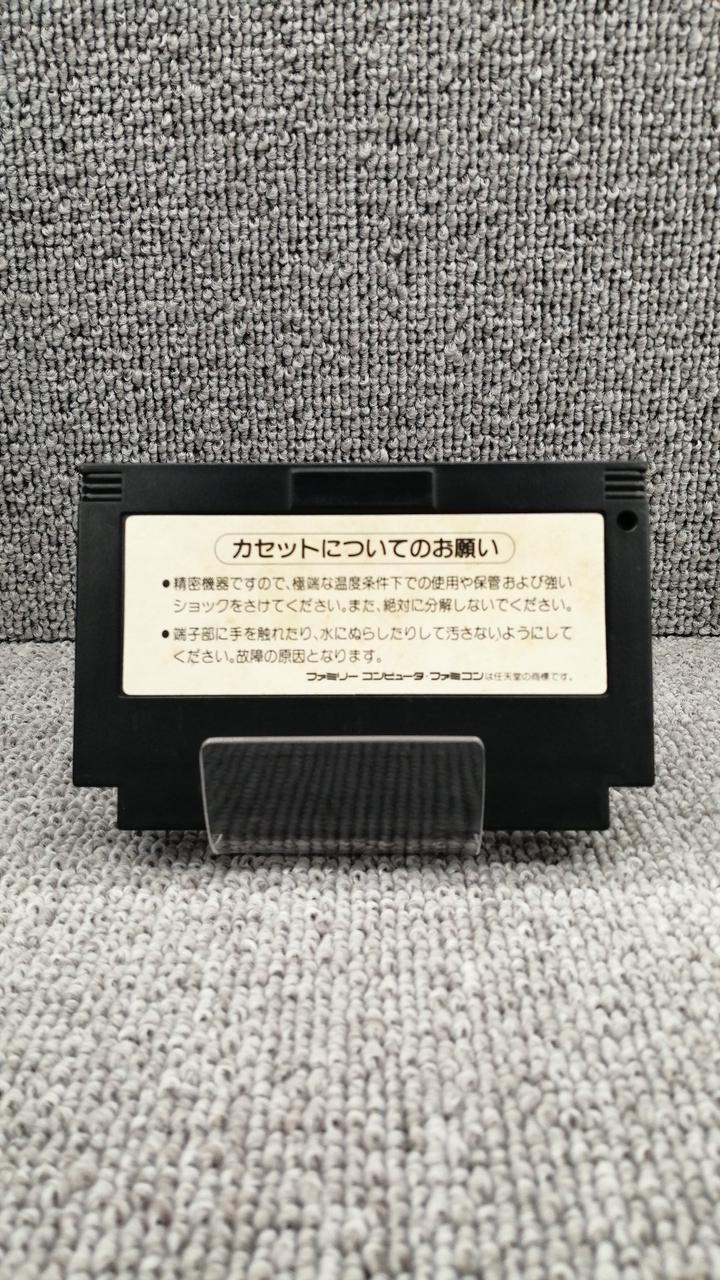 カセットについてのお願い
●精密機器ですので、極端な温度条件下での使用や保管および強い
ショックをさけてください。また、絶対に分解しないでください。
●端子部に手を触れたり、水にぬらしたりして汚さないようにして
ください。故障の原因となります。
ファミリー コンピュータ・ファミコンは任天堂の商標です。